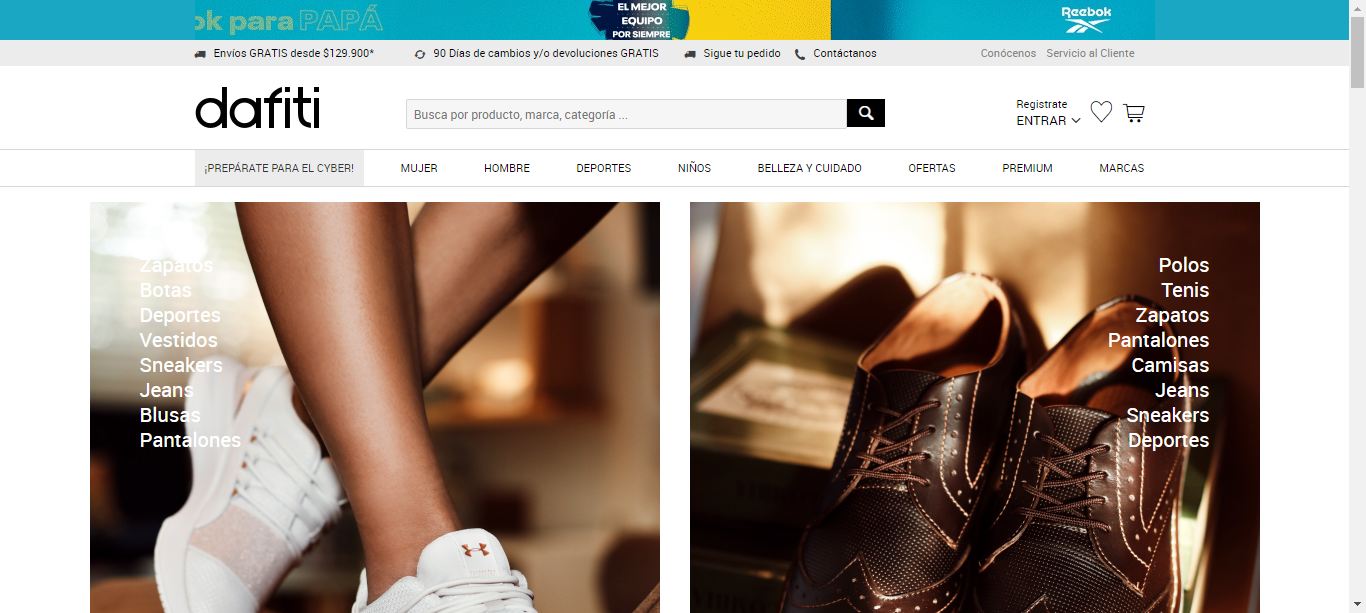 ok para PAPÁ
EL MEJOR
EQUIPO
POR SIEMPRE
Reebok
Envíos GRATIS desde $129.900*
90 Días de cambios y/o devoluciones GRATIS
Sigue tu pedido
Contáctanos
Conócenos
Servicio al Cliente
dafiti
Busca por producto, marca, categoría ...
Registrate
ENTRAR
¡PREPÁRATE PARA EL CYBER!
MUJER
HOMBRE
DEPORTES
NIÑOS
BELLEZA Y CUIDADO
OFERTAS
PREMIUM
MARCAS
Zapatos
Botas
Deportes
Vestidos
Sneakers
Jeans
Blusas
Pantalones
Polos
Tenis
Zapatos
Pantalones
Camisas
Jeans
Sneakers
Deportes